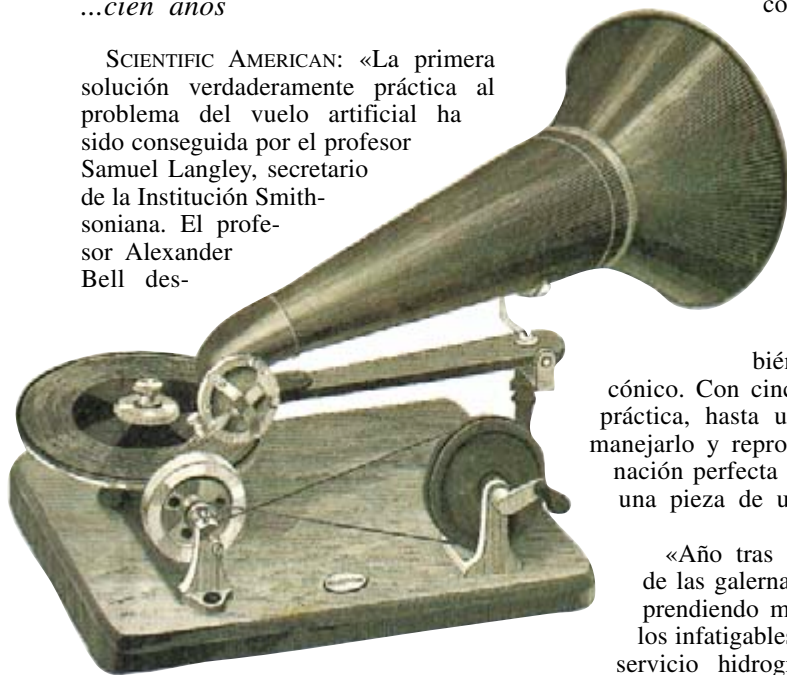 ...cien años
SCIENTIFIC AMERICAN: «La primera
solución verdaderamente práctica al
problema del vuelo artificial ha
sido conseguida por el profesor
Samuel Langley, secretario
de la Institución Smith-
soniana. El profe-
sor Alexander
Bell des-
co
bién
cónico. Con cinc
práctica, hasta u
manejarlo y repro
nación perfecta
una pieza de u
«Año tras
de las galerna
prendiendo m
los infatigables
servicio hidrogr